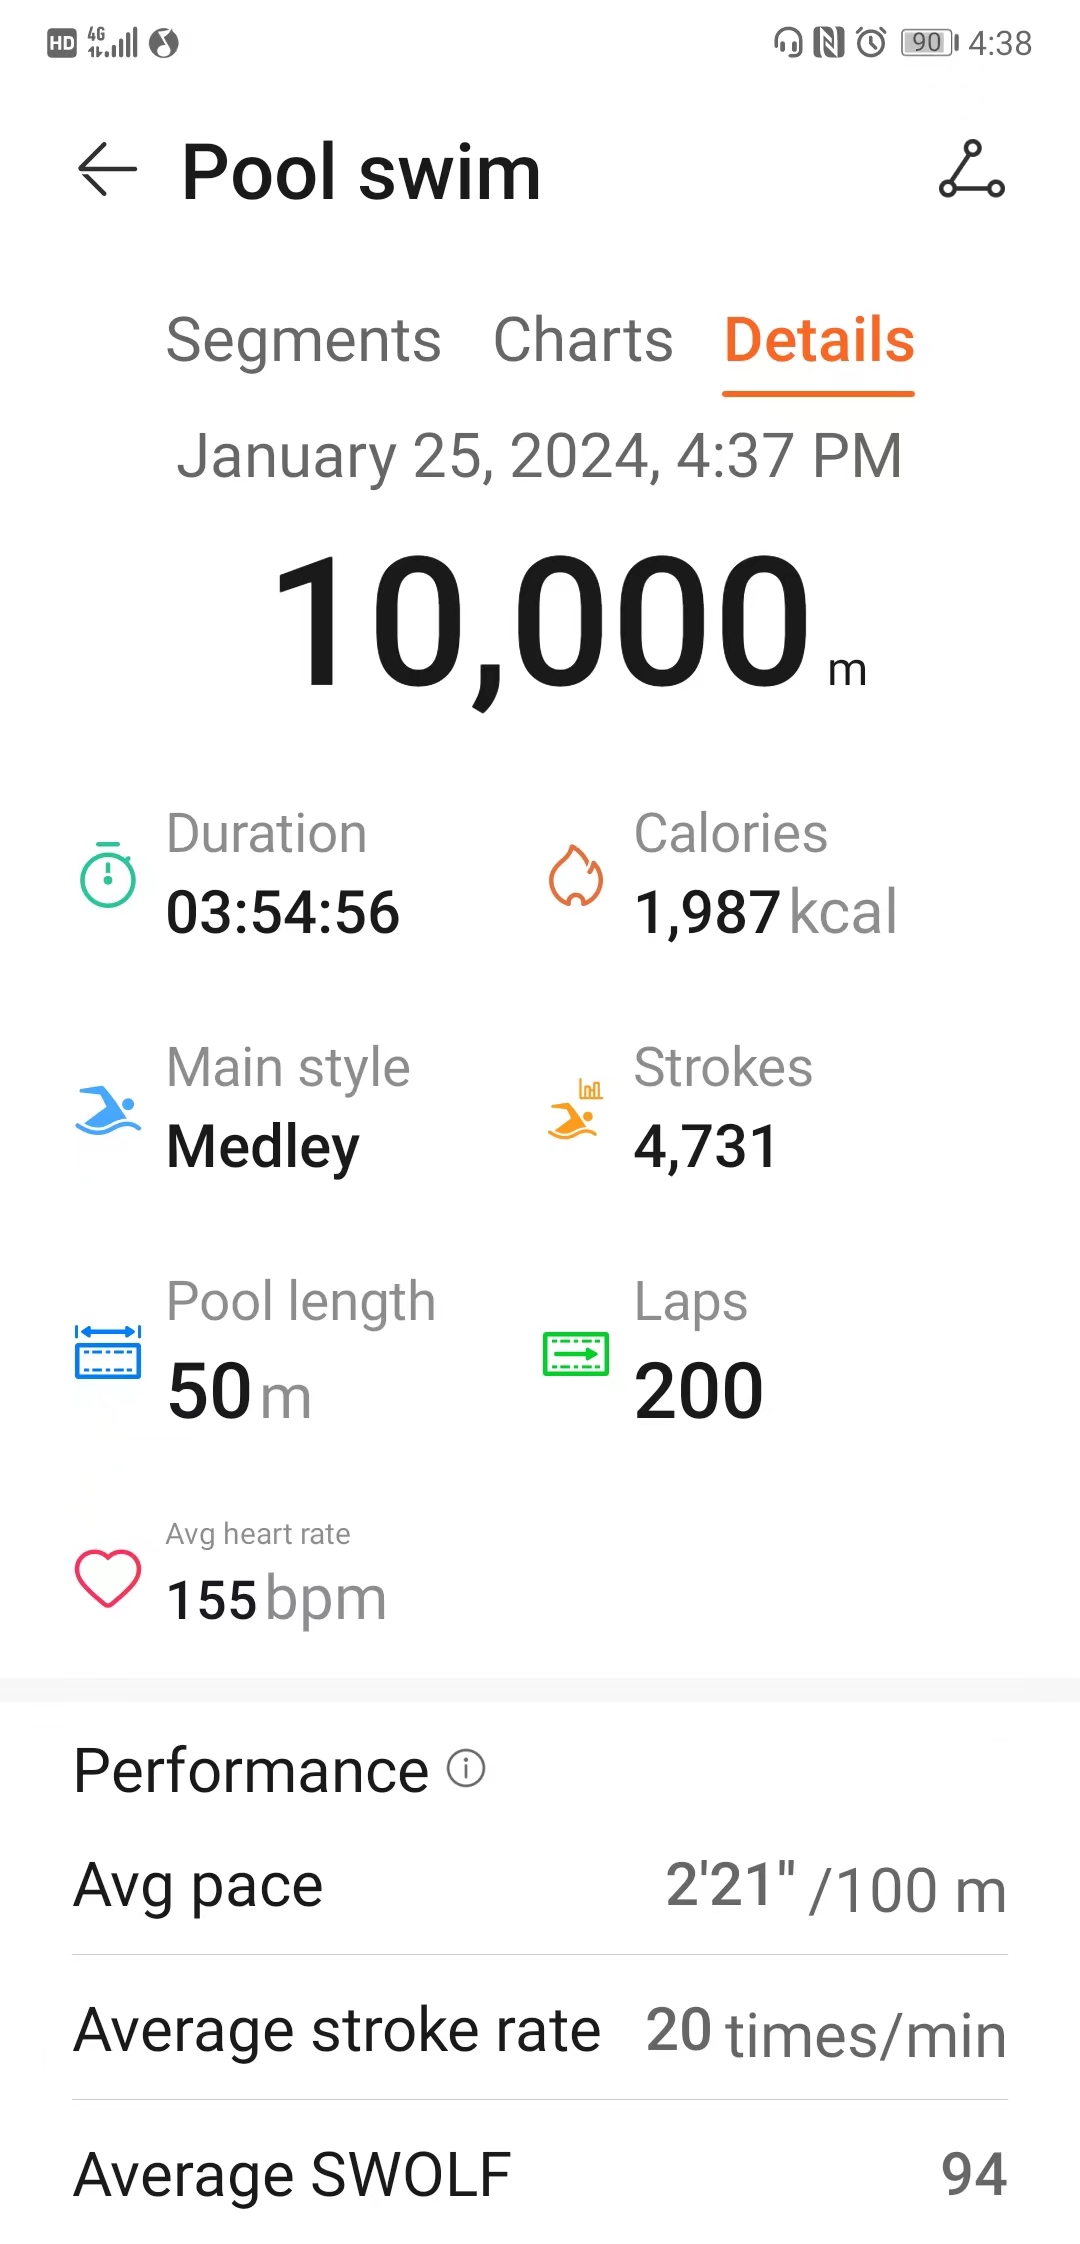 HD 4G 90 4:38
Pool swim
Segments Charts Details
January 25, 2024, 4:37 PM
10,000 m
Duration Calories
03:54:56 1,987 kcal
Main style Strokes
Medley 4,731
Pool length Laps
50 m 200
Avg heart rate
155 bpm
Performance
Avg pace 2'21" /100 m
Average stroke rate 20 times/min
Average SWOLF 94